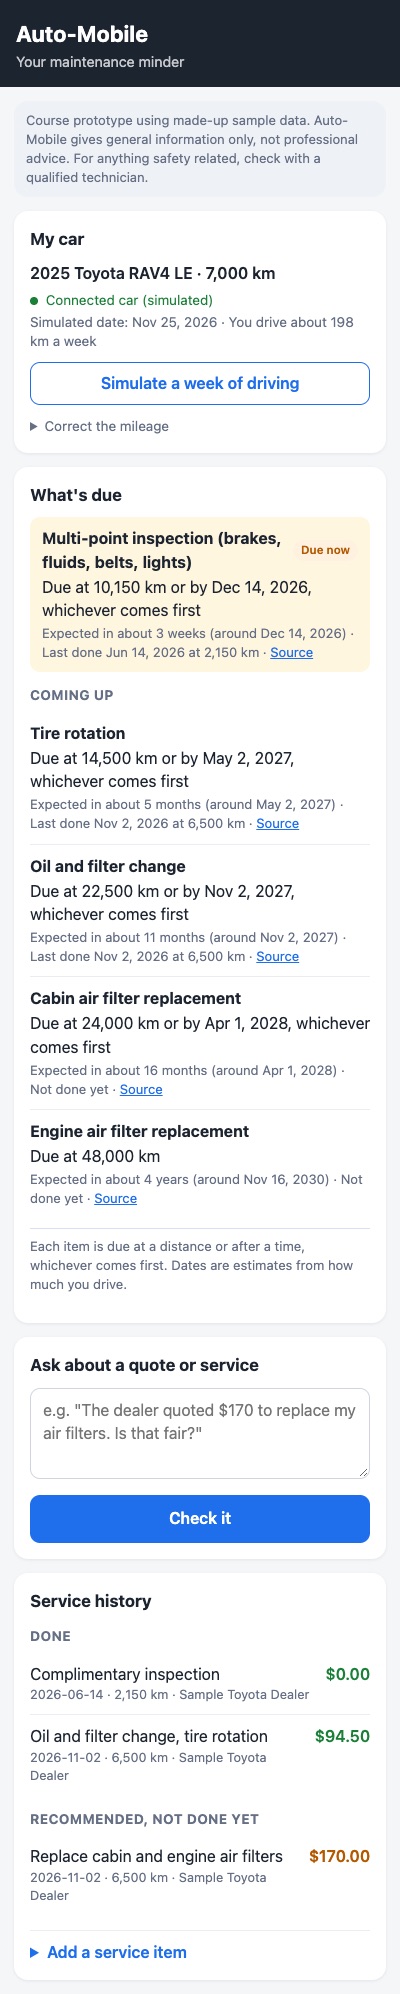 Auto-Mobile
Your maintenance minder
Course prototype using made-up sample data. Auto-
Mobile gives general information only, not professional
advice. For anything safety related, check with a
qualified technician.
My car
2025 Toyota RAV4 LE · 7,000 km
Connected car (simulated)
Simulated date: Nov 25, 2026 · You drive about 198
km a week
Simulate a week of driving
Correct the mileage
What's due
Multi-point inspection (brakes,
fluids, belts, lights)
Due now
Due at 10,150 km or by Dec 14, 2026,
whichever comes first
Expected in about 3 weeks (around Dec 14, 2026) ·
Last done Jun 14, 2026 at 2,150 km · Source
COMING UP
Tire rotation
Due at 14,500 km or by May 2, 2027,
whichever comes first
Expected in about 5 months (around May 2, 2027) ·
Last done Nov 2, 2026 at 6,500 km · Source
Oil and filter change
Due at 22,500 km or by Nov 2, 2027,
whichever comes first
Expected in about 11 months (around Nov 2, 2027) ·
Last done Nov 2, 2026 at 6,500 km · Source
Cabin air filter replacement
Due at 24,000 km or by Apr 1, 2028, whichever
comes first
Expected in about 16 months (around Apr 1, 2028) ·
Not done yet · Source
Engine air filter replacement
Due at 48,000 km
Expected in about 4 years (around Nov 16, 2030) · Not
done yet · Source
Each item is due at a distance or after a time,
whichever comes first. Dates are estimates from how
much you drive.
Ask about a quote or service
e.g. "The dealer quoted $170 to replace my
air filters. Is that fair?"
Check it
Service history
DONE
Complimentary inspection $0.00
2026-06-14 · 2,150 km · Sample Toyota Dealer
Oil and filter change, tire rotation $94.50
2026-11-02 · 6,500 km · Sample Toyota
Dealer
RECOMMENDED, NOT DONE YET
Replace cabin and engine air filters $170.00
2026-11-02 · 6,500 km · Sample Toyota
Dealer
Add a service item